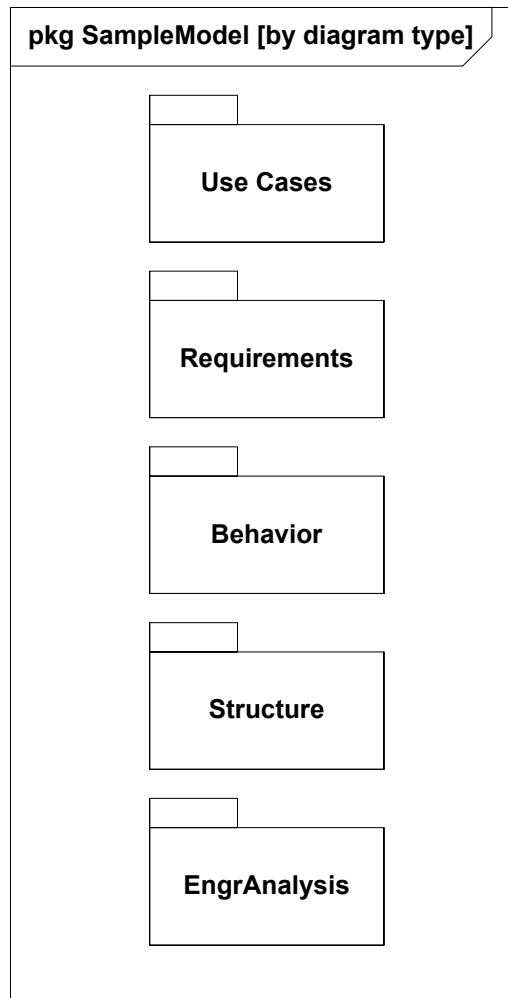 pkg SampleModel [by diagram type]
Use Cases
Requirements
Behavior
Structure
EngrAnalysis